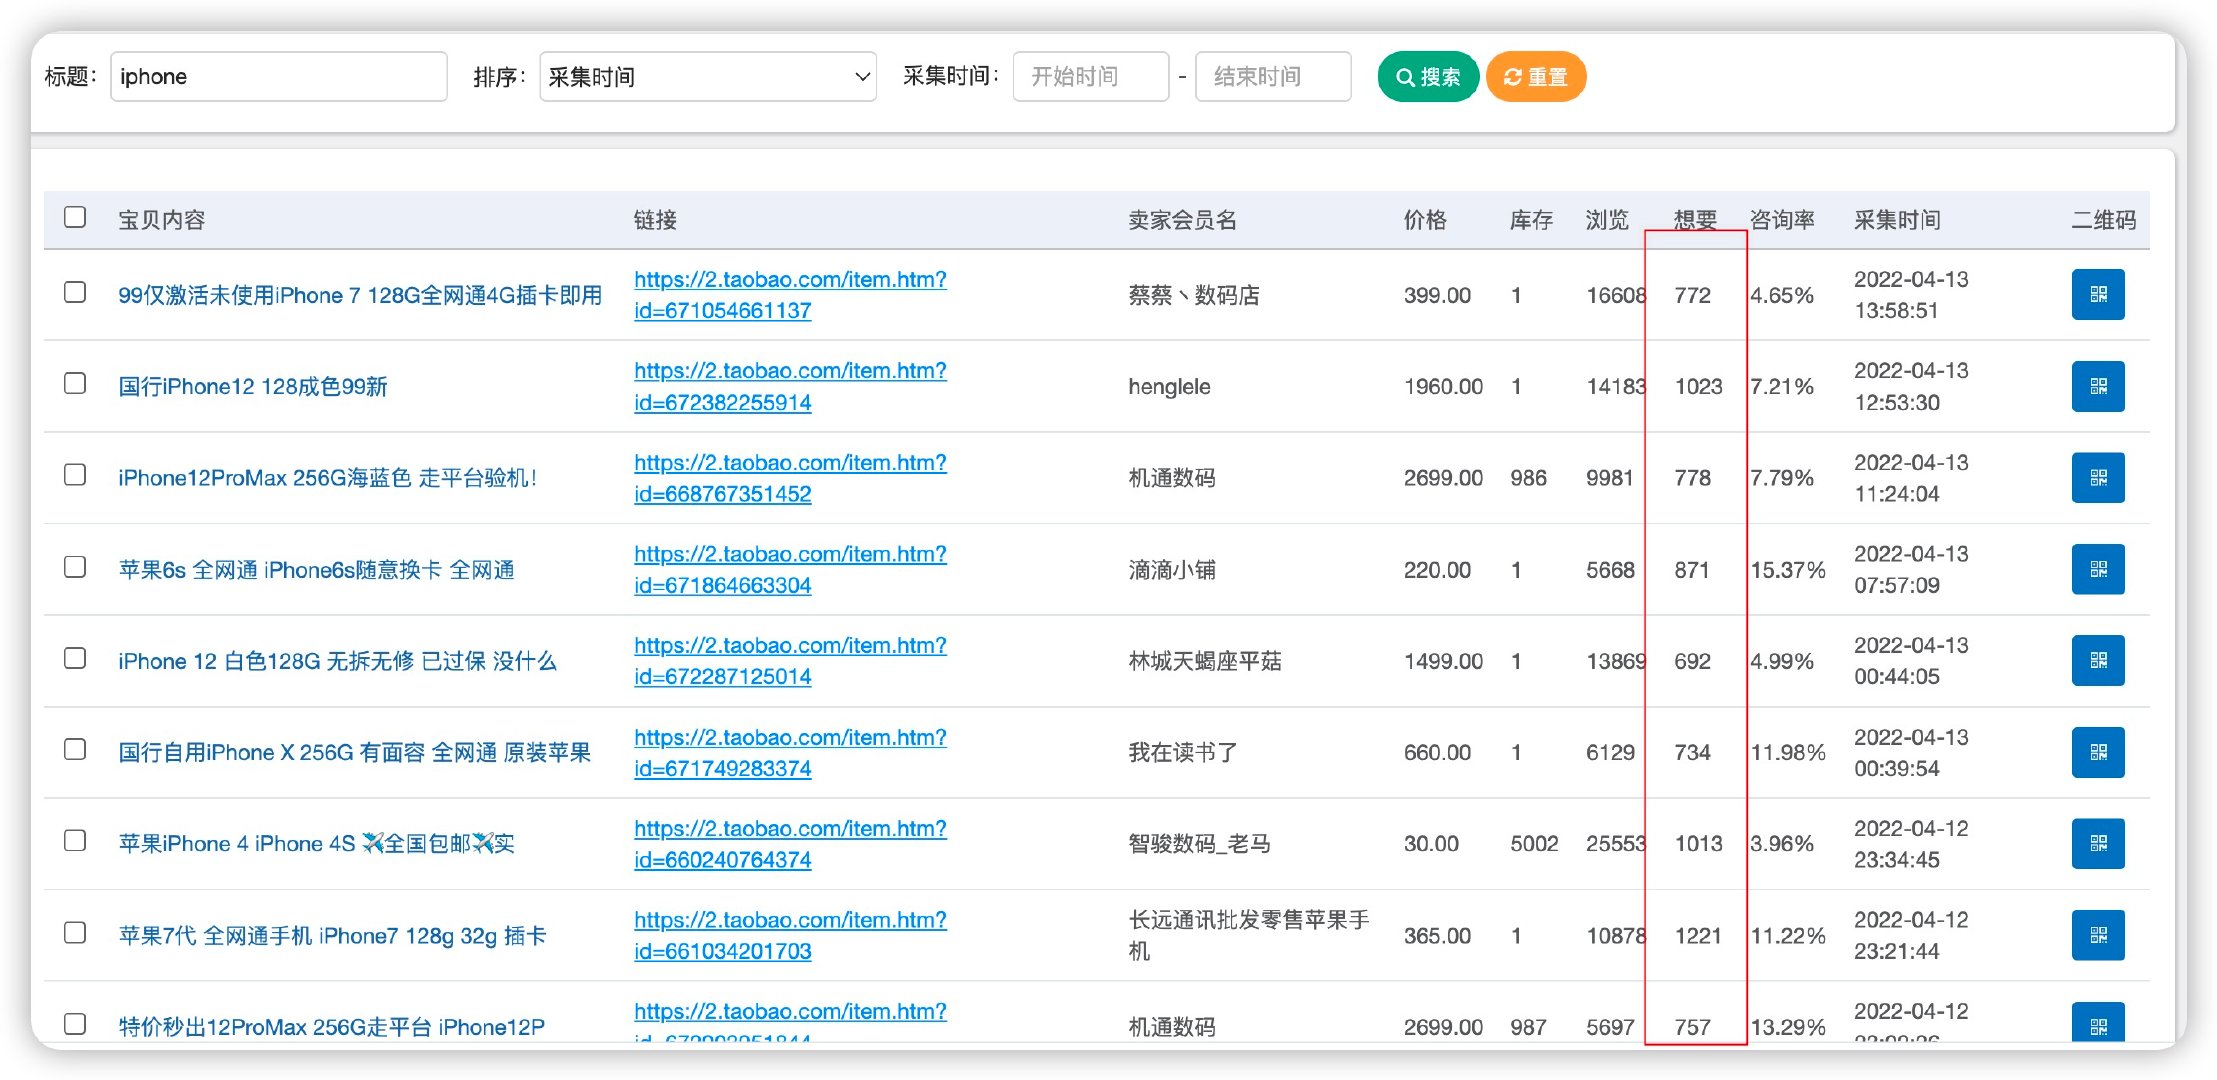 标题： iphone 排序： 采集时间 采集时间： 开始时间 - 结束时间 搜索 重置
宝贝内容 链接 卖家会员名 价格 库存 浏览 想要 咨询率 采集时间 二维码
99仅激活未使用iPhone 7 128G全网通4G插卡即用 https://2.taobao.com/item.htm?id=671054661137 蔡蔡丶数码店 399.00 1 16608 772 4.65% 2022-04-13 13:58:51
国行iPhone12 128成色99新 https://2.taobao.com/item.htm?id=672382255914 henglele 1960.00 1 14183 1023 7.21% 2022-04-13 12:53:30
iPhone12ProMax 256G海蓝色 走平台验机！ https://2.taobao.com/item.htm?id=668767351452 机通数码 2699.00 986 9981 778 7.79% 2022-04-13 11:24:04
苹果6s 全网通 iPhone6s随意换卡 全网通 https://2.taobao.com/item.htm?id=671864663304 滴滴小铺 220.00 1 5668 871 15.37% 2022-04-13 07:57:09
iPhone 12 白色128G 无拆无修 已过保 没什么 https://2.taobao.com/item.htm?id=672287125014 林城天蝎座平菇 1499.00 1 13869 692 4.99% 2022-04-13 00:44:05
国行自用iPhone X 256G 有面容 全网通 原装苹果 https://2.taobao.com/item.htm?id=671749283374 我在读书了 660.00 1 6129 734 11.98% 2022-04-13 00:39:54
苹果iPhone 4 iPhone 4S ✈️全国包邮✈️实 https://2.taobao.com/item.htm?id=660240764374 智骏数码_老马 30.00 5002 25553 1013 3.96% 2022-04-12 23:34:45
苹果7代 全网通手机 iPhone7 128g 32g 插卡 https://2.taobao.com/item.htm?id=661034201703 长远通讯批发零售苹果手机 365.00 1 10878 1221 11.22% 2022-04-12 23:21:44
特价秒出12ProMax 256G走平台 iPhone12P https://2.taobao.com/item.htm? 机通数码 2699.00 987 5697 757 13.29% 2022-04-12